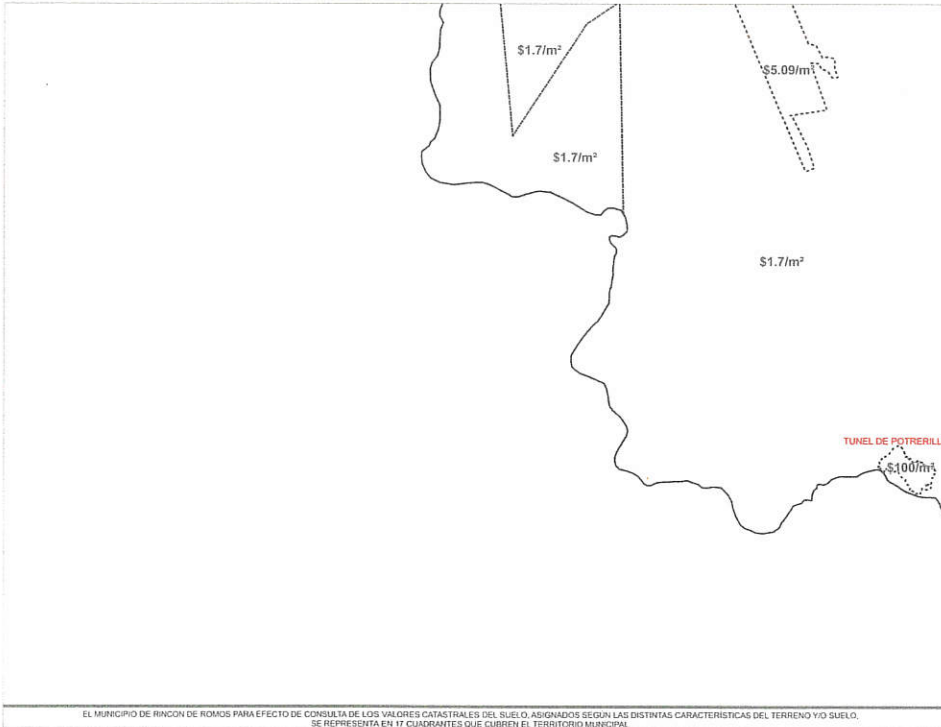 $1.7/m²
$5.09/m²
$1.7/m²
$1.7/m²
TUNEL DE POTRERILL
$100/m²
EL MUNICIPIO DE RINCON DE ROMOS PARA EFECTO DE CONSULTA DE LOS VALORES CATASTRALES DEL SUELO, ASIGNADOS SEGÚN LAS DISTINTAS CARACTERÍSTICAS DEL TERRENO Y/O SUELO,
SE REPRESENTA EN 17 CUADRANTES QUE CUBREN EL TERRITORIO MUNICIPAL